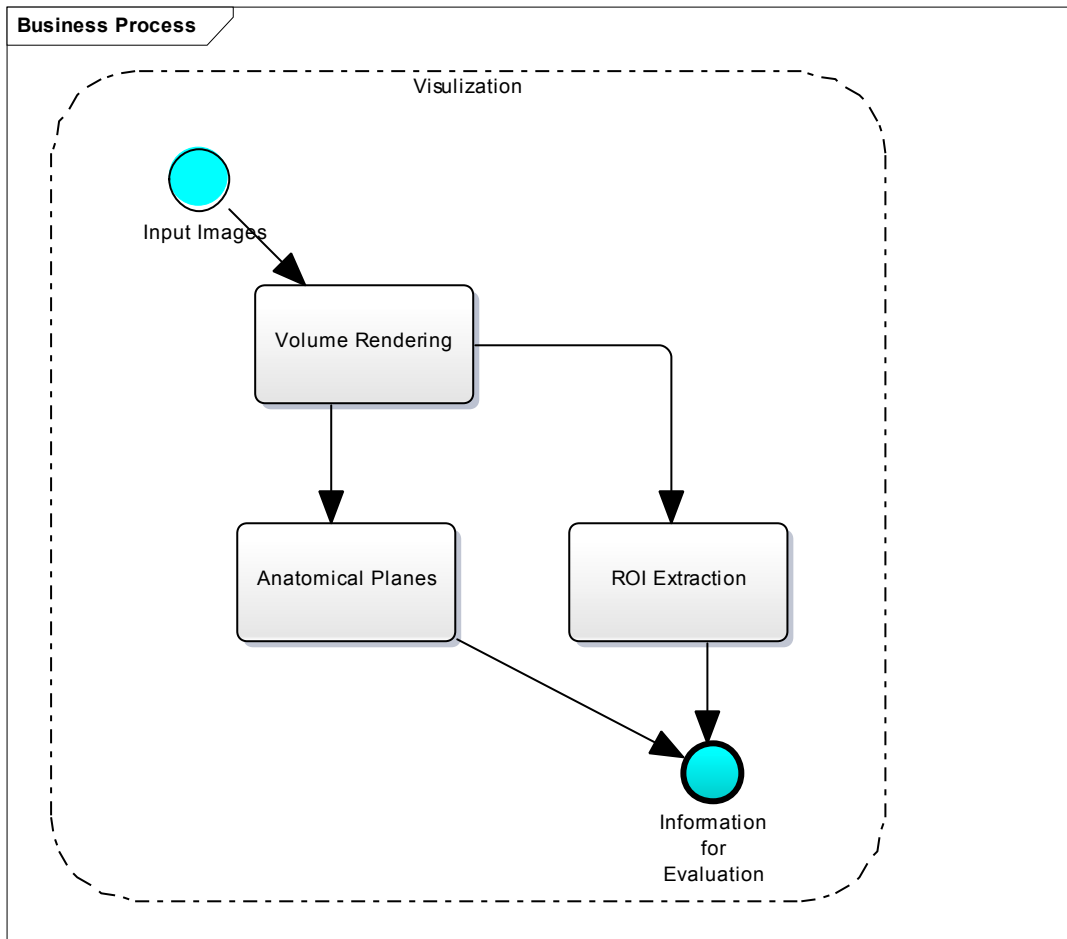 Business Process
Visulization
Input Images
Volume Rendering
Anatomical Planes
ROI Extraction
Information
for
Evaluation